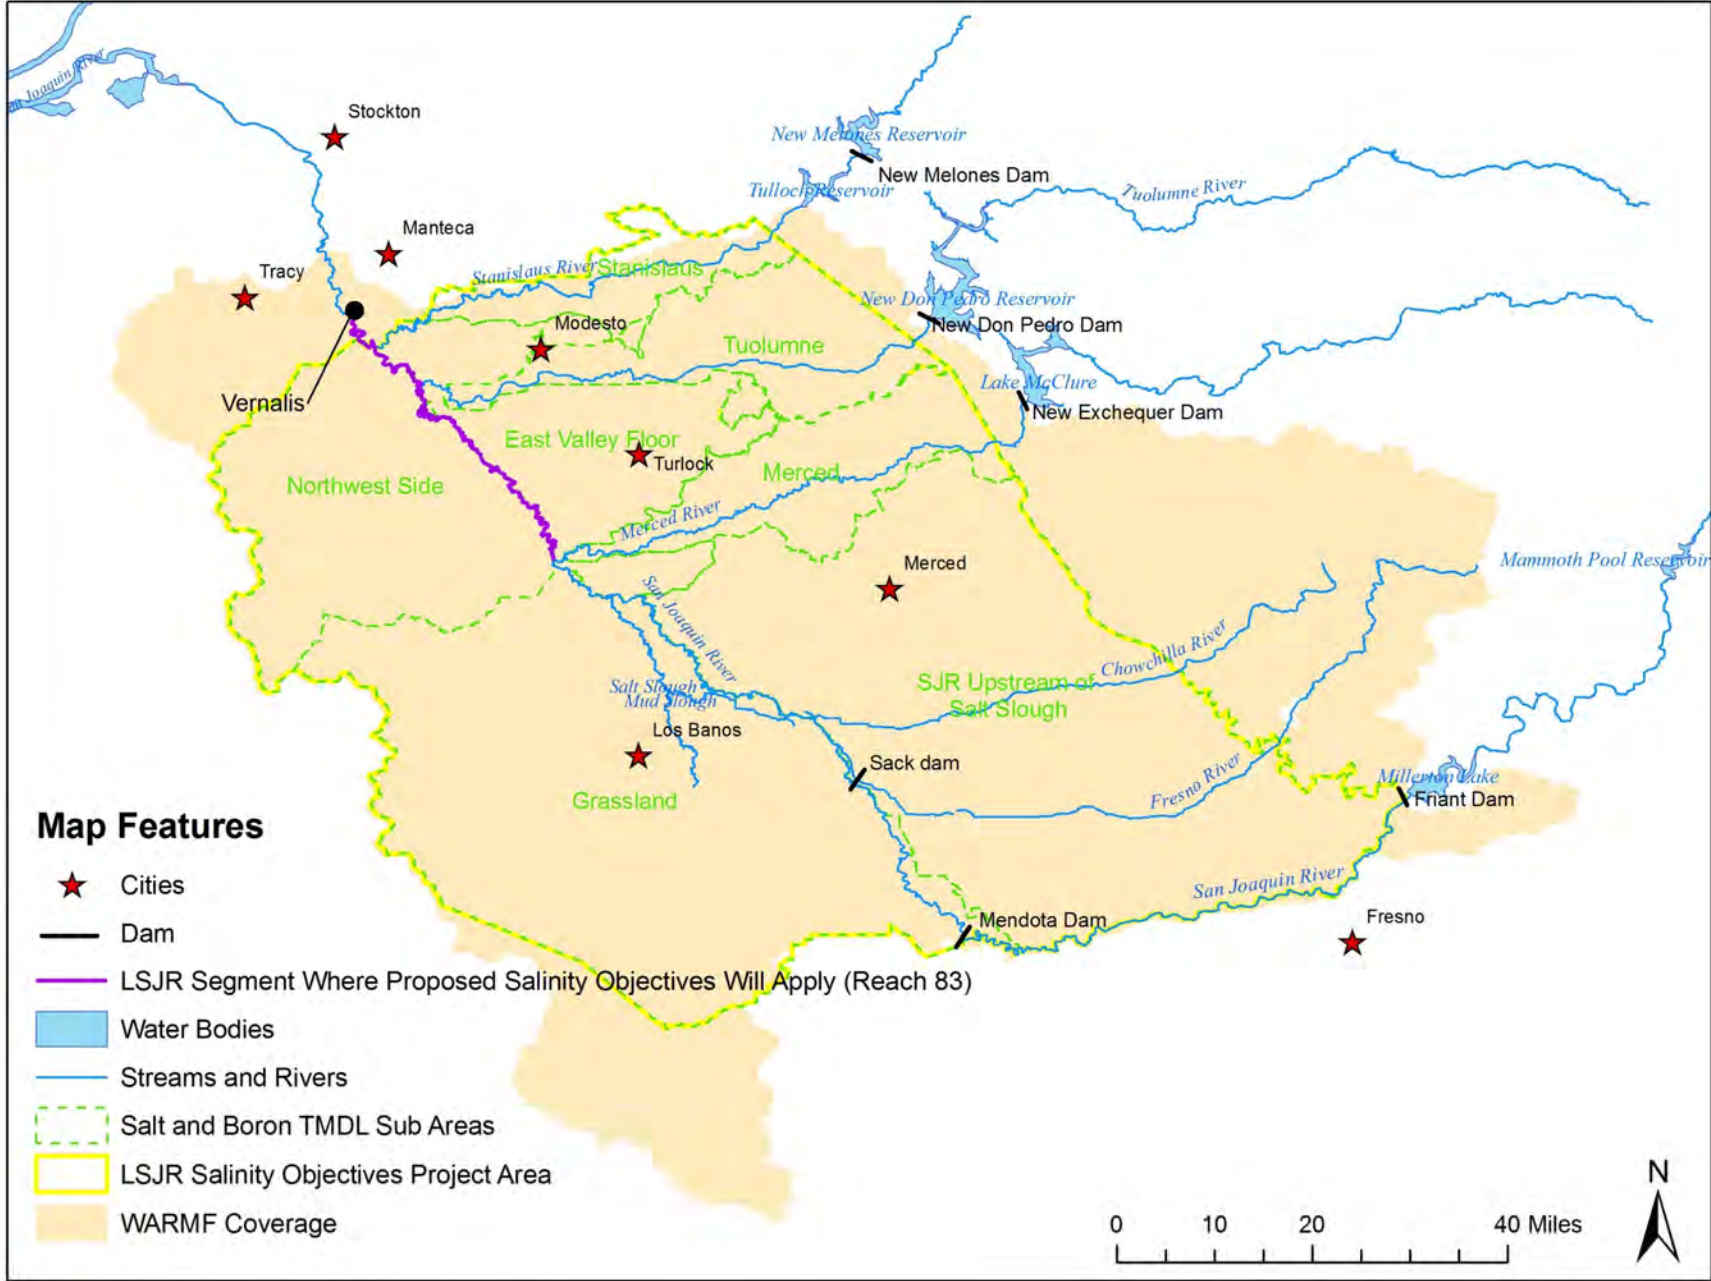 Joaquin River
Stockton
New Melones Reservoir
New Melones Dam
Tulloch Reservoir
Tuolumne River
Manteca
Tracy
Stanislaus River
Stanislaus
New Don Pedro Reservoir
New Don Pedro Dam
Modesto
Tuolumne
Lake McClure
New Exchequer Dam
Vernalis
East Valley Floor
Turlock
Northwest Side
Merced
Merced River
Merced
Mammoth Pool Reservoir
San Joaquin River
Chowchilla River
SJR Upstream of
Salt Slough
Salt Slough
Mud Slough
Los Banos
Sack dam
Fresno River
Millerton Lake
Friant Dam
Grassland
San Joaquin River
Mendota Dam
Fresno
Map Features
Cities
Dam
LSJR Segment Where Proposed Salinity Objectives Will Apply (Reach 83)
Water Bodies
Streams and Rivers
Salt and Boron TMDL Sub Areas
LSJR Salinity Objectives Project Area
WARMF Coverage
0 10 20 40 Miles
N